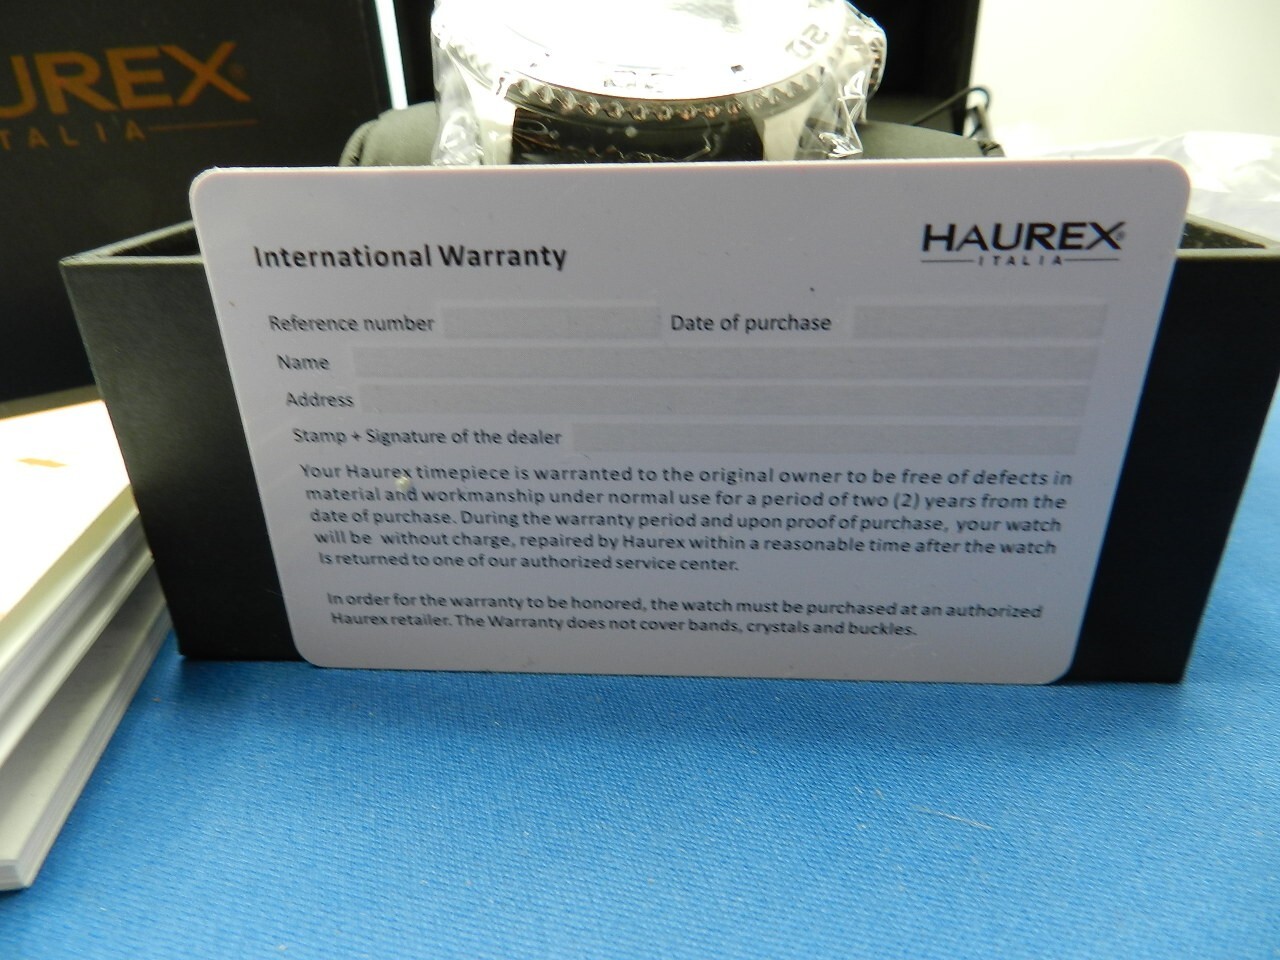 UREX
TALIA
50
International Warranty
HAUREX®
ITALIA
Reference number Date of purchase
Name
Address
Stamp + Signature of the dealer
Your Haurex timepiece is warranted to the original owner to be free of defects in
material and workmanship under normal use for a period of two (2) years from the
date of purchase. During the warranty period and upon proof of purchase, your watch
will be without charge, repaired by Haurex within a reasonable time after the watch
is returned to one of our authorized service center.
In order for the warranty to be honored, the watch must be purchased at an authorized
Haurex retailer. The Warranty does not cover bands, crystals and buckles.